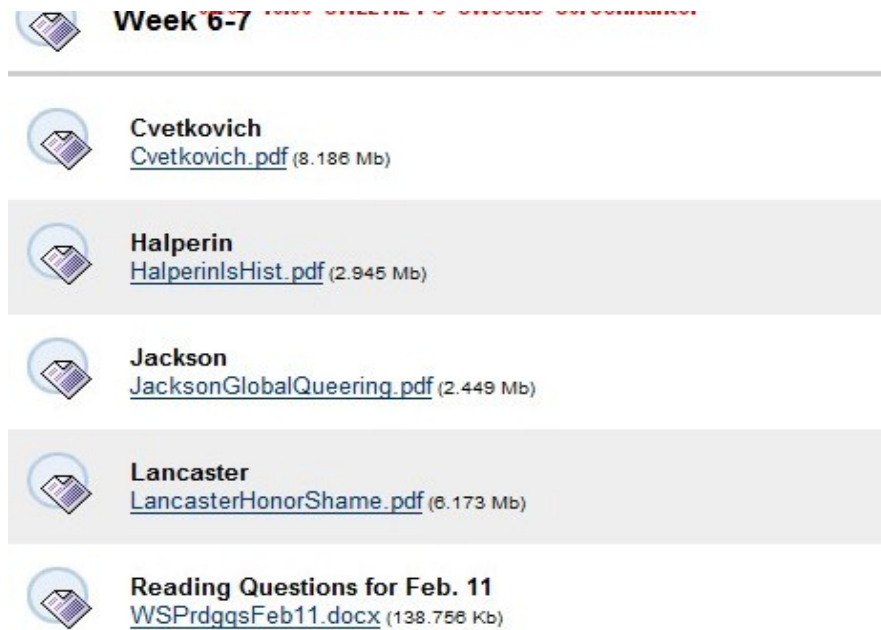 Week 6-7
Cvetkovich
Cvetkovich.pdf (8.186 Mb)
Halperin
HalperinIsHist.pdf (2.945 Mb)
Jackson
JacksonGlobalQueering.pdf (2.449 Mb)
Lancaster
LancasterHonorShame.pdf (6.173 Mb)
Reading Questions for Feb. 11
WSPrdgqsFeb11.docx (138.756 Kb)